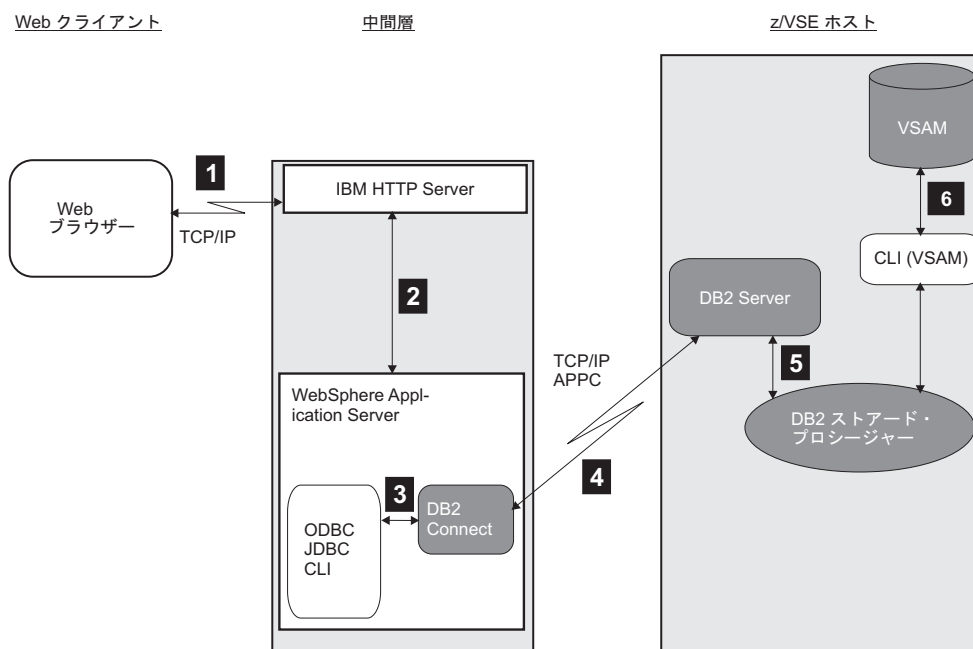 Web クライアント
中間層
z/VSE ホスト
VSAM
1
IBM HTTP Server
6
Web
ブラウザー
TCP/IP
CLI (VSAM)
2
DB2 Server
TCP/IP
APPC
5
WebSphere Appl-
ication Server
DB2 ストアード・
プロシージャー
4
3
ODBC
JDBC
CLI
DB2
Connect